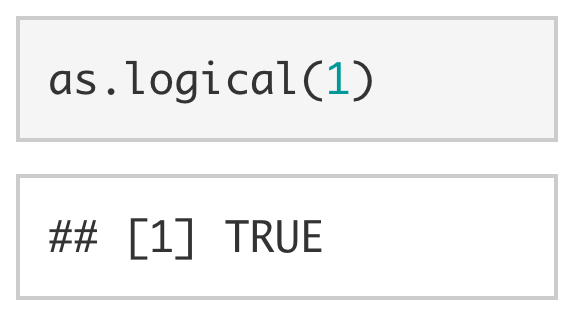 as.logical(1)
## [1] TRUE